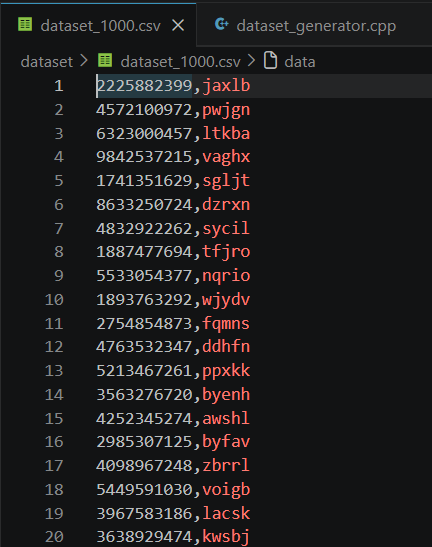 dataset_1000.csv
dataset_generator.cpp
dataset > dataset_1000.csv > data
1 2225882399,jaxlb
2 4572100972,pwjgn
3 6323000457,ltkba
4 9842537215,vaghx
5 1741351629,sgljt
6 8633250724,dzrxn
7 4832922262,sycil
8 1887477694,tfjro
9 5533054377,nqrio
10 1893763292,wjydv
11 2754854873,fqmns
12 4763532347,ddhfn
13 5213467261,ppxkk
14 3563276720,byenh
15 4252345274,awshl
16 2985307125,byfav
17 4098967248,zbrrl
18 5449591030,voigb
19 3967583186,lacsk
20 3638929474,kwsbj